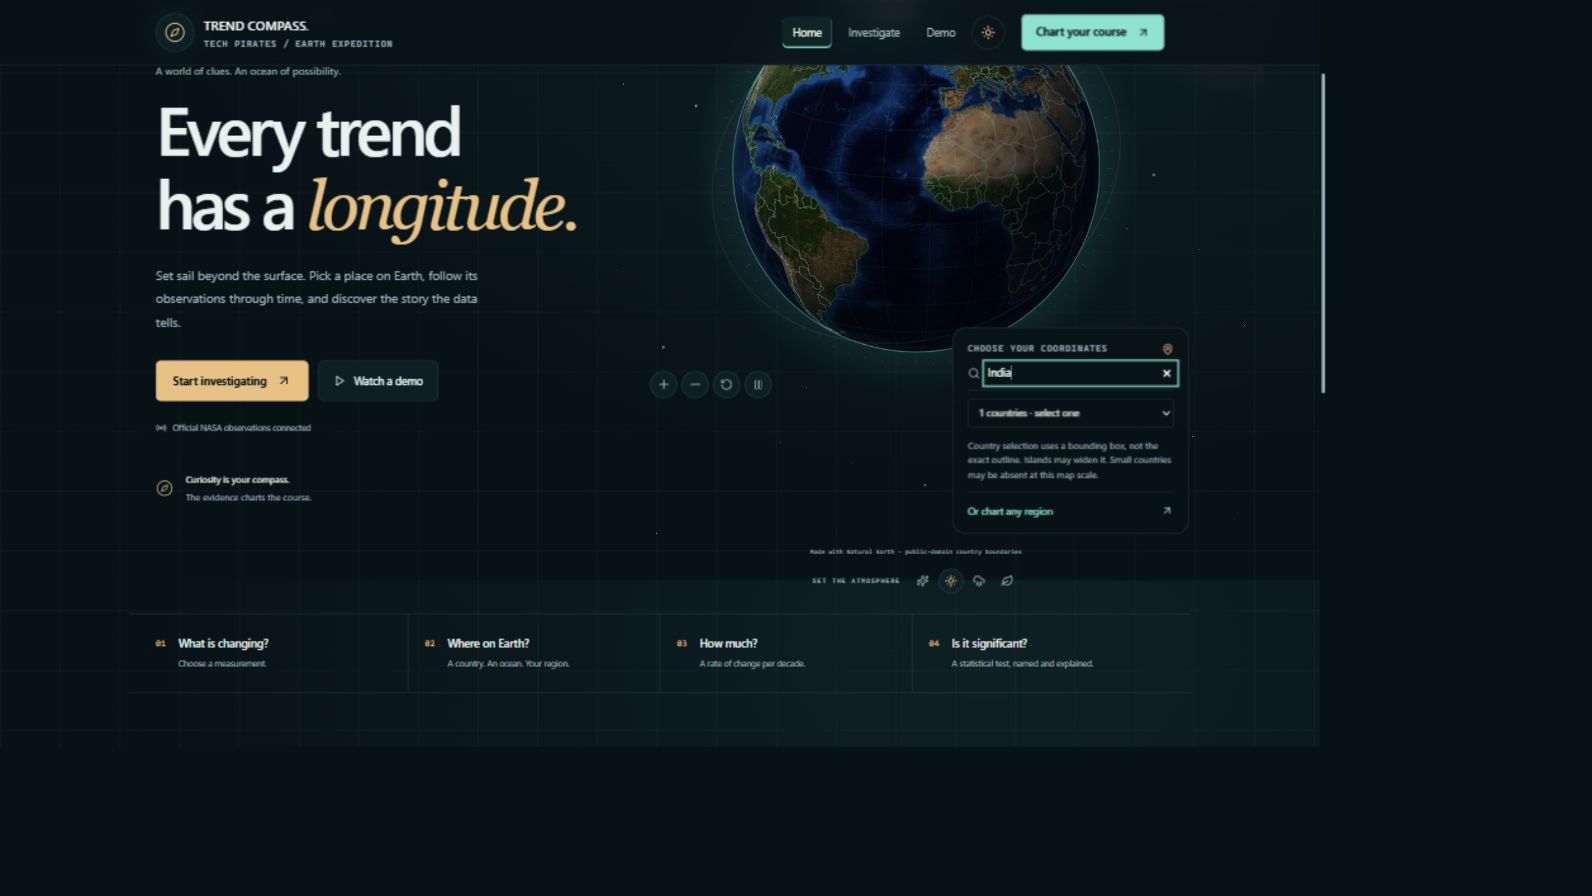 TREND COMPASS.
TECH PIRATES / EARTH EXPEDITION
Home
Investigate
Demo
Chart your course
A world of clues. An ocean of possibility.
Every trend
has a longitude.
Set sail beyond the surface. Pick a place on Earth, follow its
observations through time, and discover the story the data
tells.
Start investigating
Watch a demo
Official NASA observations connected
Curiosity is your compass.
The evidence charts the course.
CHOOSE YOUR COORDINATES
India
1 countries - select one
Country selection uses a bounding box, not the
exact outline. Islands may widen it. Small countries
may be absent at this map scale.
Or chart any region
Made with Natural Earth - public-domain country boundaries
SET THE ATMOSPHERE
01 What is changing?
Choose a measurement.
02 Where on Earth?
A country. An ocean. Your region.
03 How much?
A rate of change per decade.
04 Is it significant?
A statistical test, named and explained.